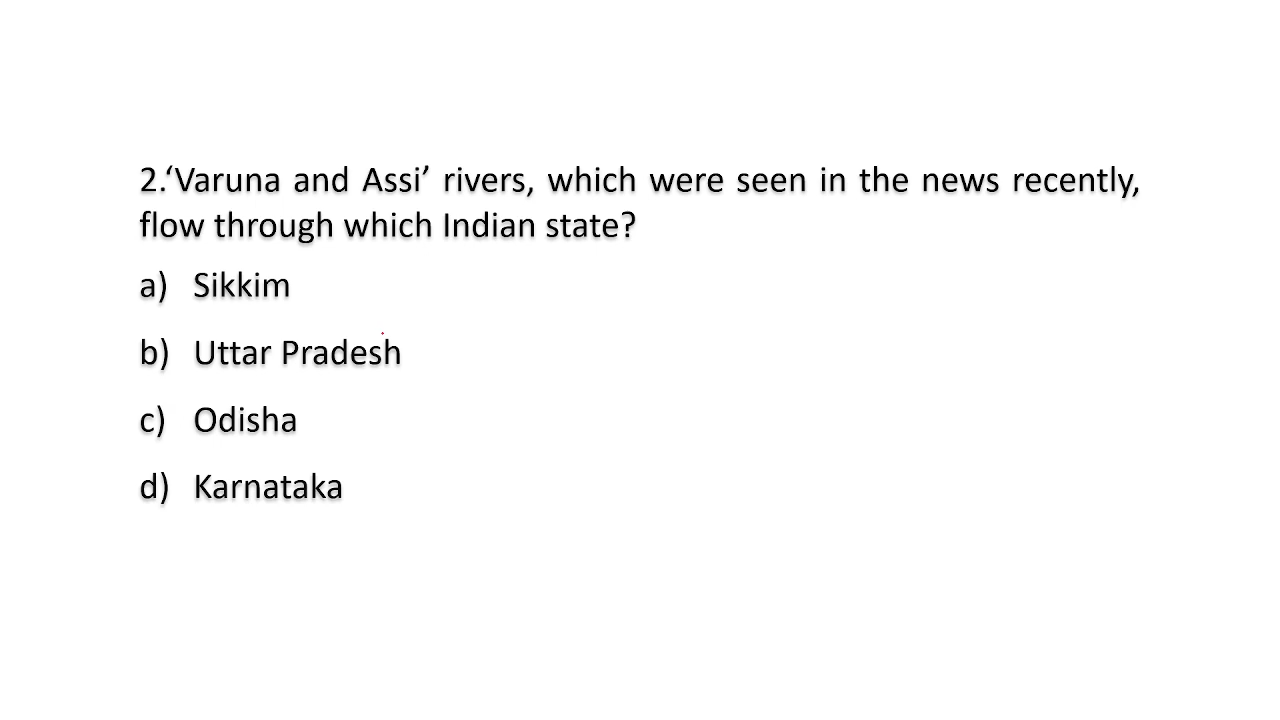 2.‘Varuna and Assi’ rivers, which were seen in the news recently,
flow through which Indian state?
a) Sikkim
b) Uttar Pradesh
c) Odisha
d) Karnataka